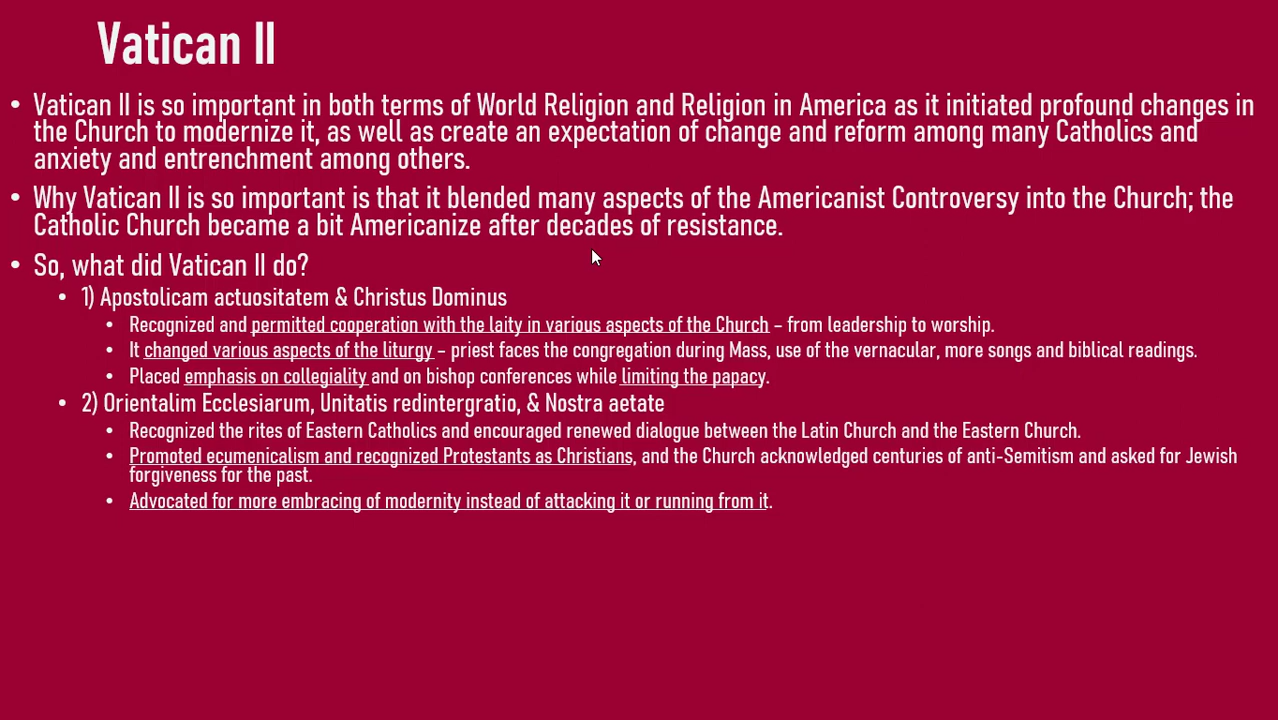 Vatican II
• Vatican II is so important in both terms of World Religion and Religion in America as it initiated profound changes in
the Church to modernize it, as well as create an expectation of change and reform among many Catholics and
anxiety and entrenchment among others.
• Why Vatican II is so important is that it blended many aspects of the Americanist Controversy into the Church; the
Catholic Church became a bit Americanize after decades of resistance.
• So, what did Vatican II do?
• 1) Apostolicam actuositatem & Christus Dominus
• Recognized and permitted cooperation with the laity in various aspects of the Church – from leadership to worship.
• It changed various aspects of the liturgy – priest faces the congregation during Mass, use of the vernacular, more songs and biblical readings.
• Placed emphasis on collegiality and on bishop conferences while limiting the papacy.
• 2) Orientalim Ecclesiarum, Unitatis redintergratio, & Nostra aetate
• Recognized the rites of Eastern Catholics and encouraged renewed dialogue between the Latin Church and the Eastern Church.
• Promoted ecumenicalism and recognized Protestants as Christians, and the Church acknowledged centuries of anti-Semitism and asked for Jewish
forgiveness for the past.
• Advocated for more embracing of modernity instead of attacking it or running from it.